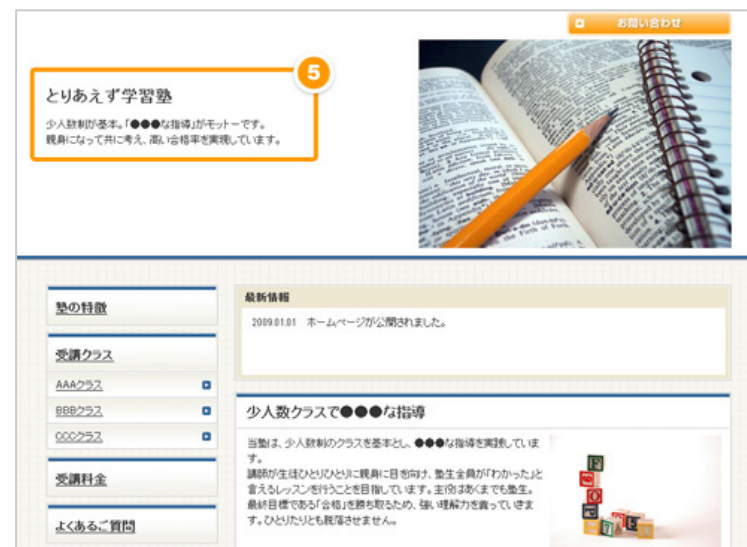 お問い合わせ
5
とりあえず学習塾
少人数制が基本。「●●●な指導」がモットーです。
親身になって共に考え、高い合格率を実現しています。
塾の特徴
受講クラス
AAAクラス
BBBクラス
CCCクラス
受講料金
よくあるご質問
最新情報
2009.01.01 ホームページが公開されました。
少人数クラスで●●●な指導
当塾は、少人数制のクラスを基本とし、●●●な指導を実践していま
す。
講師が生徒ひとりひとりに親身に目を向け、塾生全員が「わかった」と
言えるレッスンを行うことを目指しています。主役はあくまでも塾生。
最終目標である「合格」を勝ち取るため、強い理解力を養っていきま
す。ひとりたりとも脱落させません。